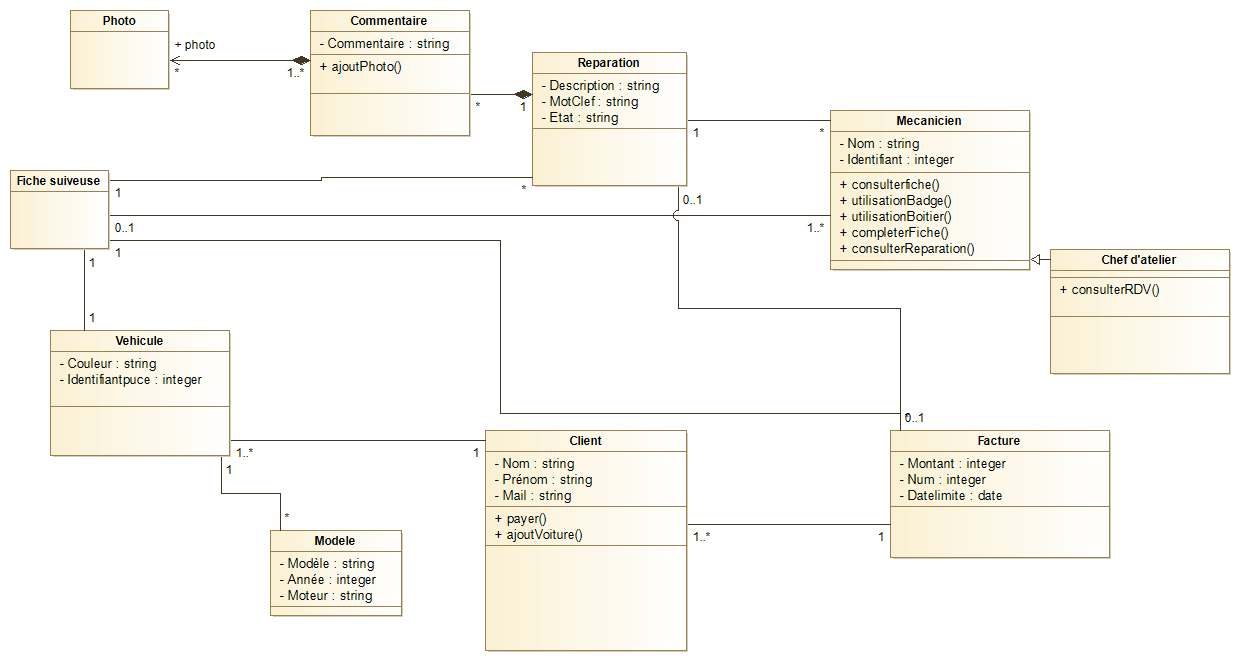 Photo
+ photo
*
1..*
Commentaire
- Commentaire : string
+ ajoutPhoto()
*
1
Reparation
- Description : string
- MotClef : string
- Etat : string
1
*
Mecanicien
- Nom : string
- Identifiant : integer
+ consulterfiche()
+ utilisationBadge()
+ utilisationBoitier()
+ completerFiche()
+ consulterReparation()
Fiche suiveuse
1
*
0..1
0..1
1..*
1
1
Chef d'atelier
+ consulterRDV()
1
Vehicule
- Couleur : string
- Identifiantpuce : integer
0..1
1..*
1
1
*
Client
- Nom : string
- Prénom : string
- Mail : string
+ payer()
+ ajoutVoiture()
1..*
1
Facture
- Montant : integer
- Num : integer
- Datelimite : date
Modele
- Modèle : string
- Année : integer
- Moteur : string